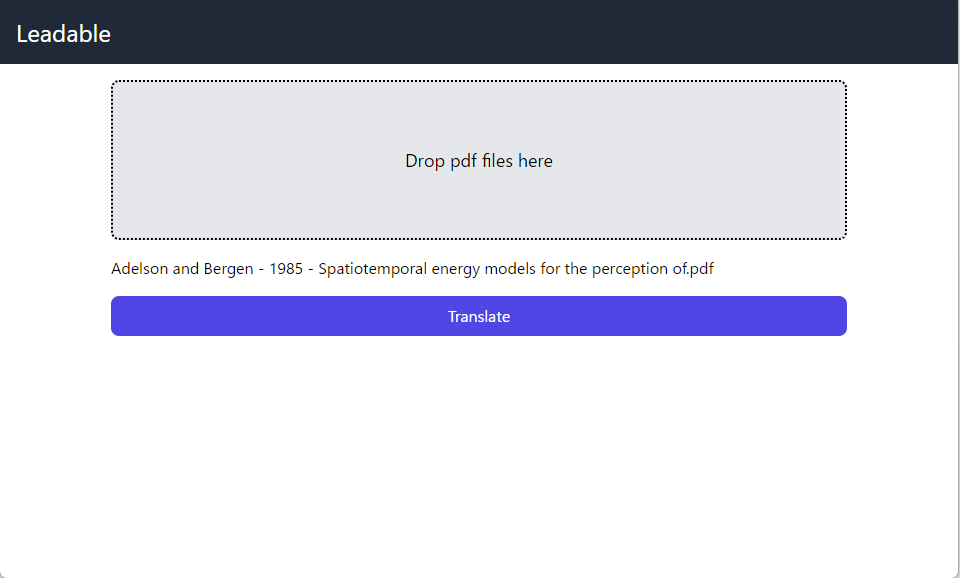 Leadable
Drop pdf files here
Adelson and Bergen - 1985 - Spatiotemporal energy models for the perception of.pdf
Translate